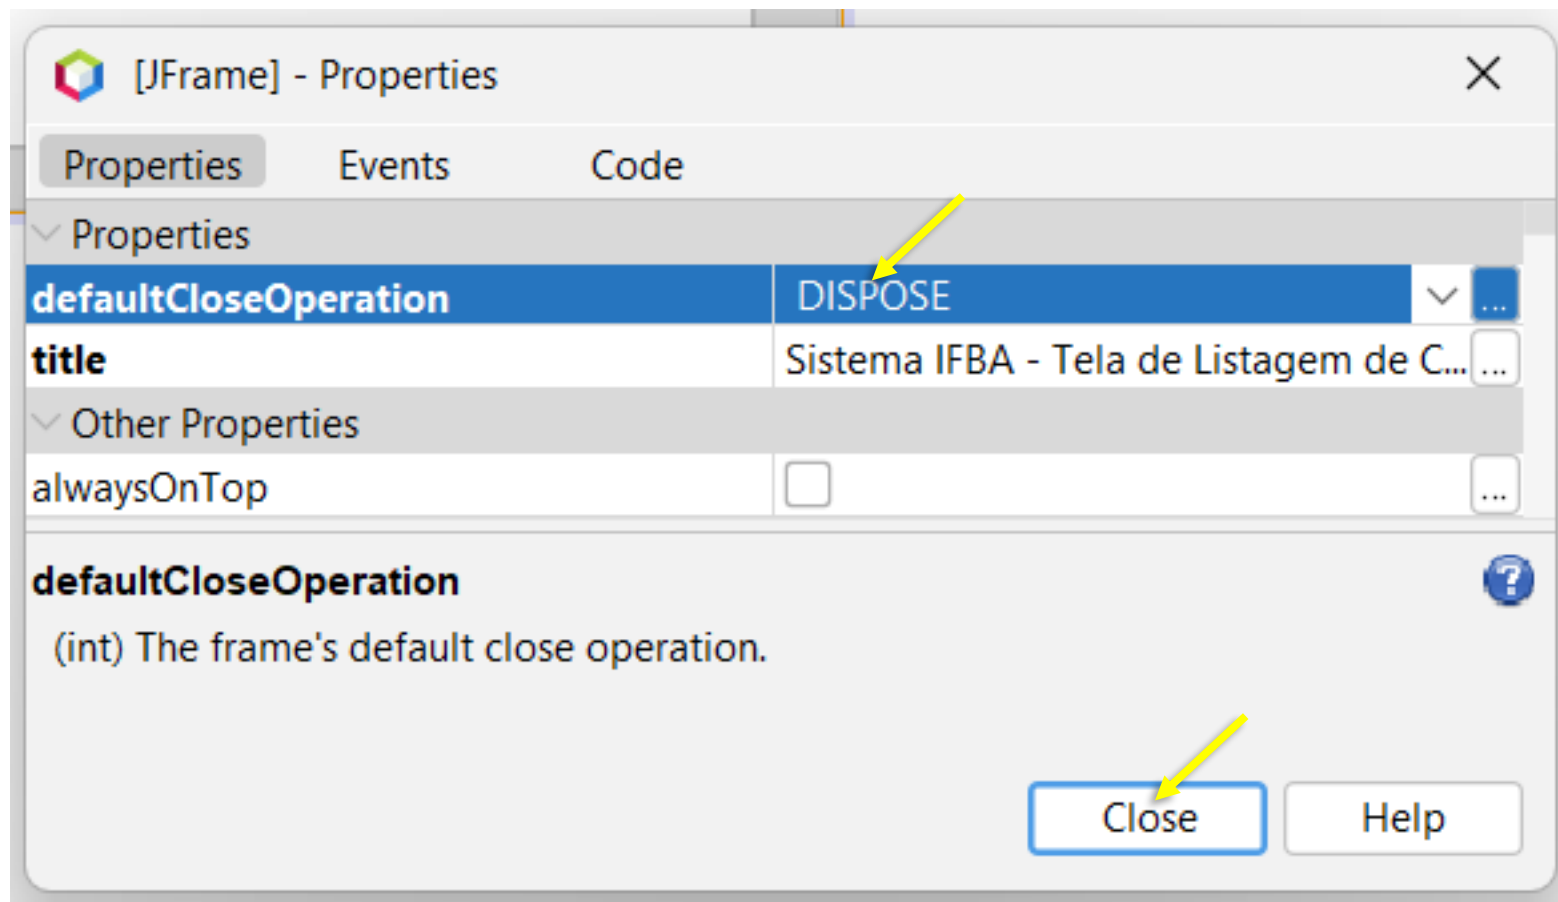 [JFrame] - Properties
Properties Events Code
Properties
defaultCloseOperation DISPOSE ...
title Sistema IFBA - Tela de Listagem de C... ...
Other Properties
alwaysOnTop ...
defaultCloseOperation
(int) The frame's default close operation.
Close Help